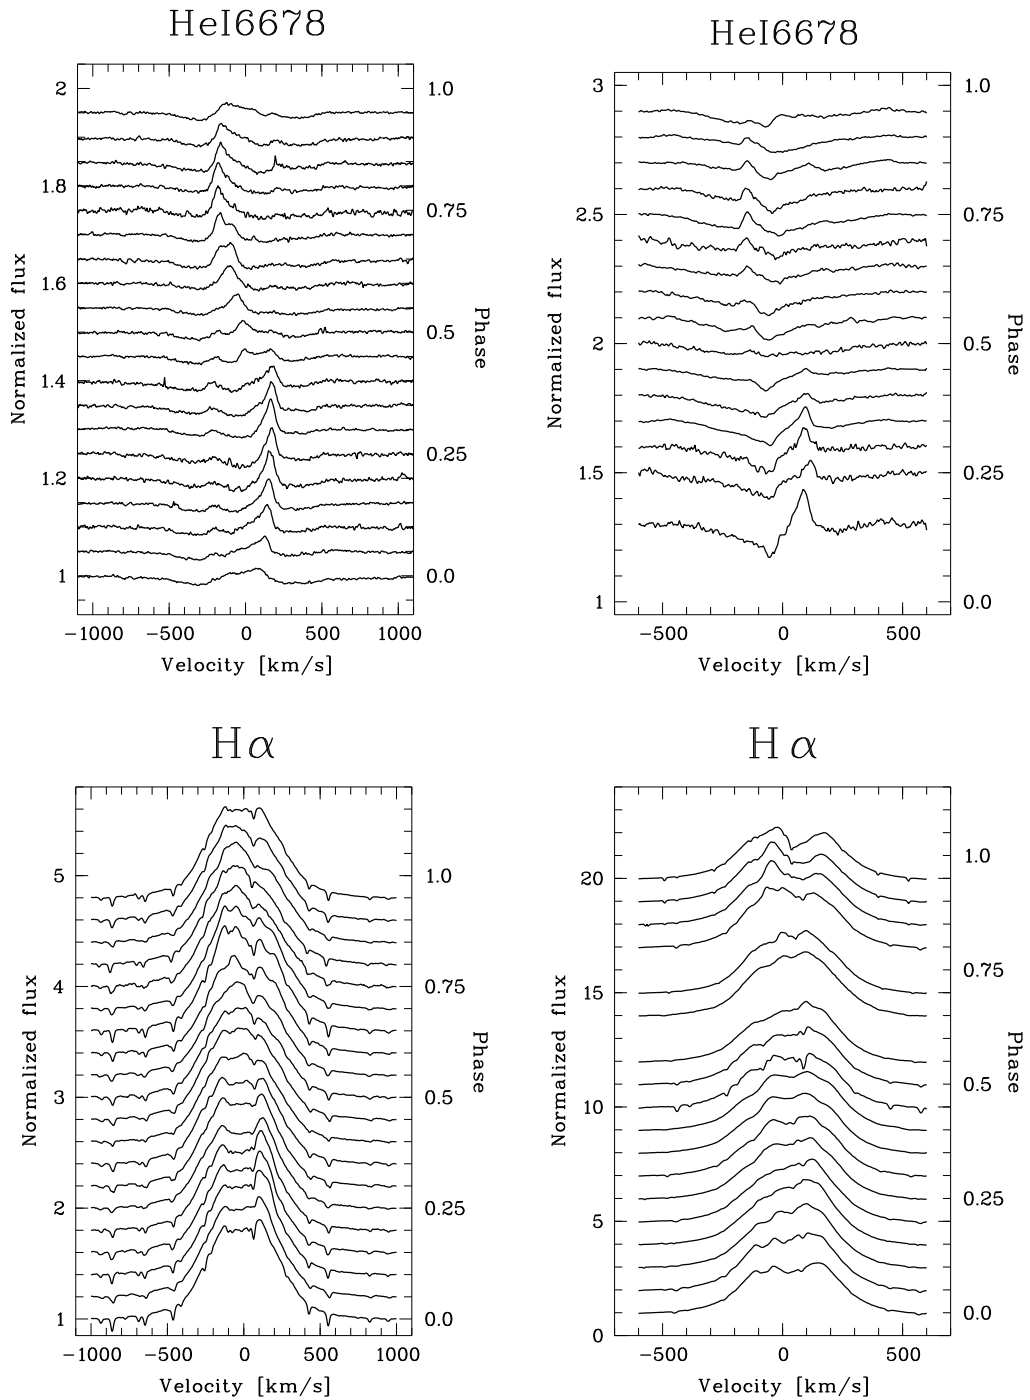 HeI6678
2
1.8
1.6
1.4
1.2
1
Normalized flux
1.0
0.75
0.5
0.25
0.0
Phase
−1000 −500 0 500 1000
Velocity [km/s]
HeI6678
3
2.5
2
1.5
1
Normalized flux
1.0
0.75
0.5
0.25
0.0
Phase
−500 0 500
Velocity [km/s]
Hα
5
4
3
2
1
Normalized flux
1.0
0.75
0.5
0.25
0.0
Phase
−1000 −500 0 500 1000
Velocity [km/s]
Hα
20
15
10
5
0
Normalized flux
1.0
0.75
0.5
0.25
0.0
Phase
−500 0 500
Velocity [km/s]